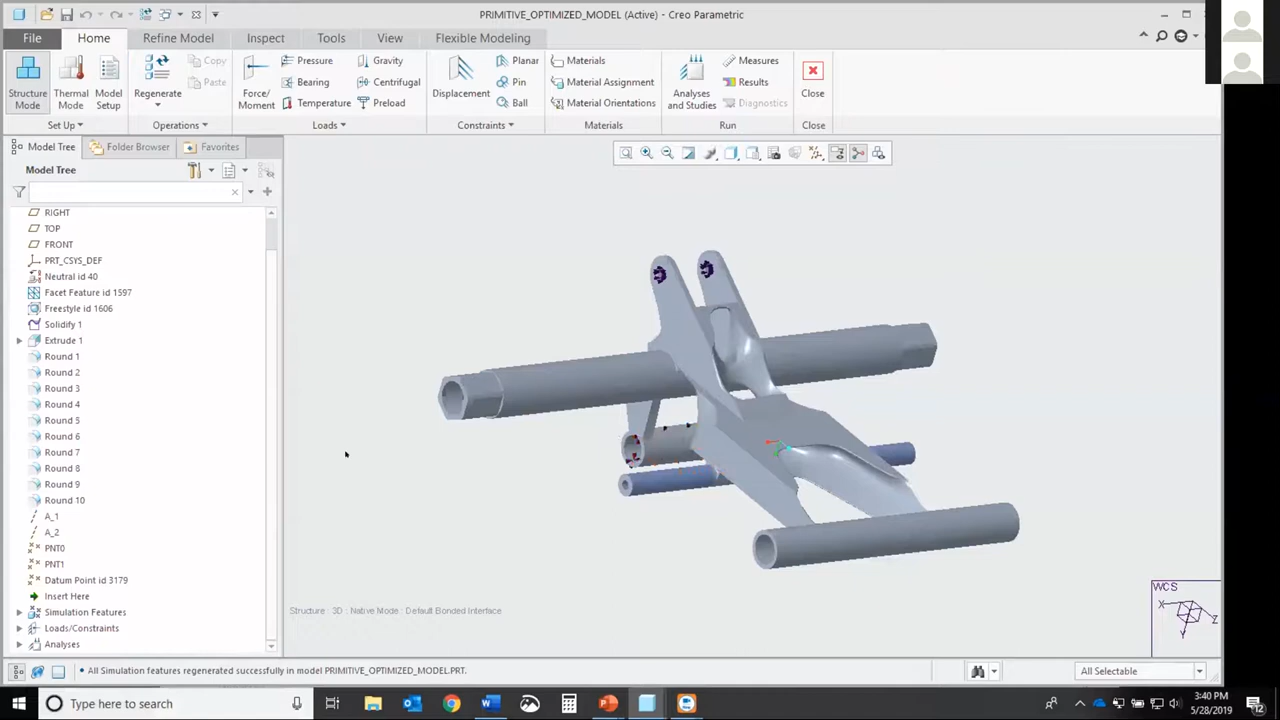 PRIMITIVE_OPTIMIZED_MODEL (Active) - Creo Parametric
File Home Refine Model Inspect Tools View Flexible Modeling
Structure Mode
Thermal Mode
Model Setup
Set Up
Regenerate
Copy
Paste
Operations
Force/Moment
Pressure
Bearing
Temperature
Gravity
Centrifugal
Preload
Loads
Displacement
Planar
Pin
Ball
Constraints
Materials
Material Assignment
Material Orientations
Materials
Analyses and Studies
Measures
Results
Diagnostics
Run
Close
Close
Model Tree Folder Browser Favorites
Model Tree
RIGHT
TOP
FRONT
PRT_CSYS_DEF
Neutral id 40
Facet Feature id 1597
Freestyle id 1606
Solidify 1
Extrude 1
Round 1
Round 2
Round 3
Round 4
Round 5
Round 6
Round 7
Round 8
Round 9
Round 10
A_1
A_2
PNT0
PNT1
Datum Point id 3179
Insert Here
Simulation Features
Loads/Constraints
Analyses
Structure : 3D : Native Mode : Default Bonded Interface
WCS
X
Z
Y
• All Simulation features regenerated successfully in model PRIMITIVE_OPTIMIZED_MODEL.PRT.
All Selectable
Type here to search
3:40 PM
5/28/2019
12